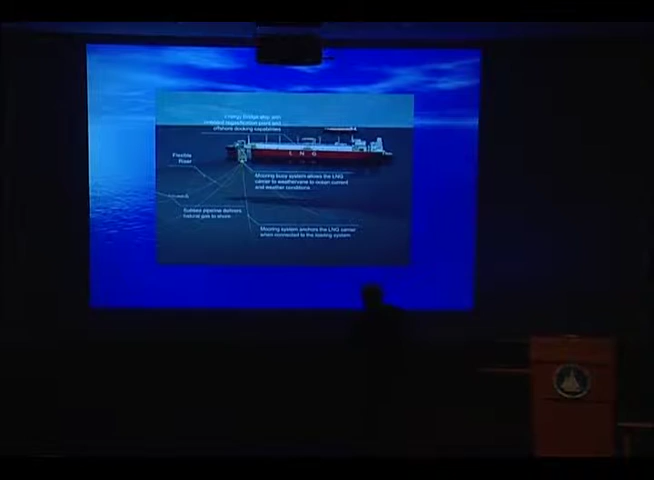 Energy Bridge ship with
onboard regasification plant and
offshore docking capabilities
LNG
Flexible
Riser
Mooring buoy system allows the LNG
carrier to weathervane to ocean current
and weather conditions
Subsea pipeline delivers
natural gas to shore
Mooring system anchors the LNG carrier
when connected to the mooring system